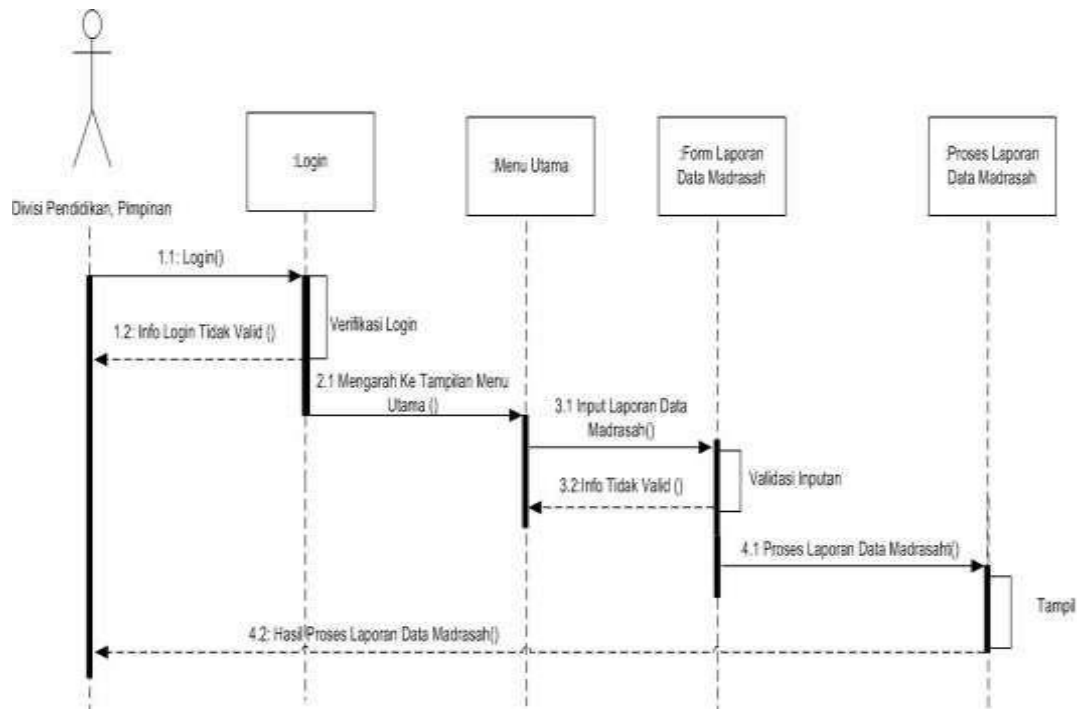 :Login
:Menu Utama
:Form Laporan
Data Madrasah
:Proses Laporan
Data Madrasah
Divisi Pendidikan, Pimpinan
1.1: Login()
Verifikasi Login
1.2: Info Login Tidak Valid ()
2.1 Mengarah Ke Tampilan Menu
Utama ()
3.1 Input Laporan Data
Madrasah()
Validasi Inputan
3.2:Info Tidak Valid ()
4.1 Proses Laporan Data Madrasaht()
Tampil
4.2: Hasil Proses Laporan Data Madrasah()